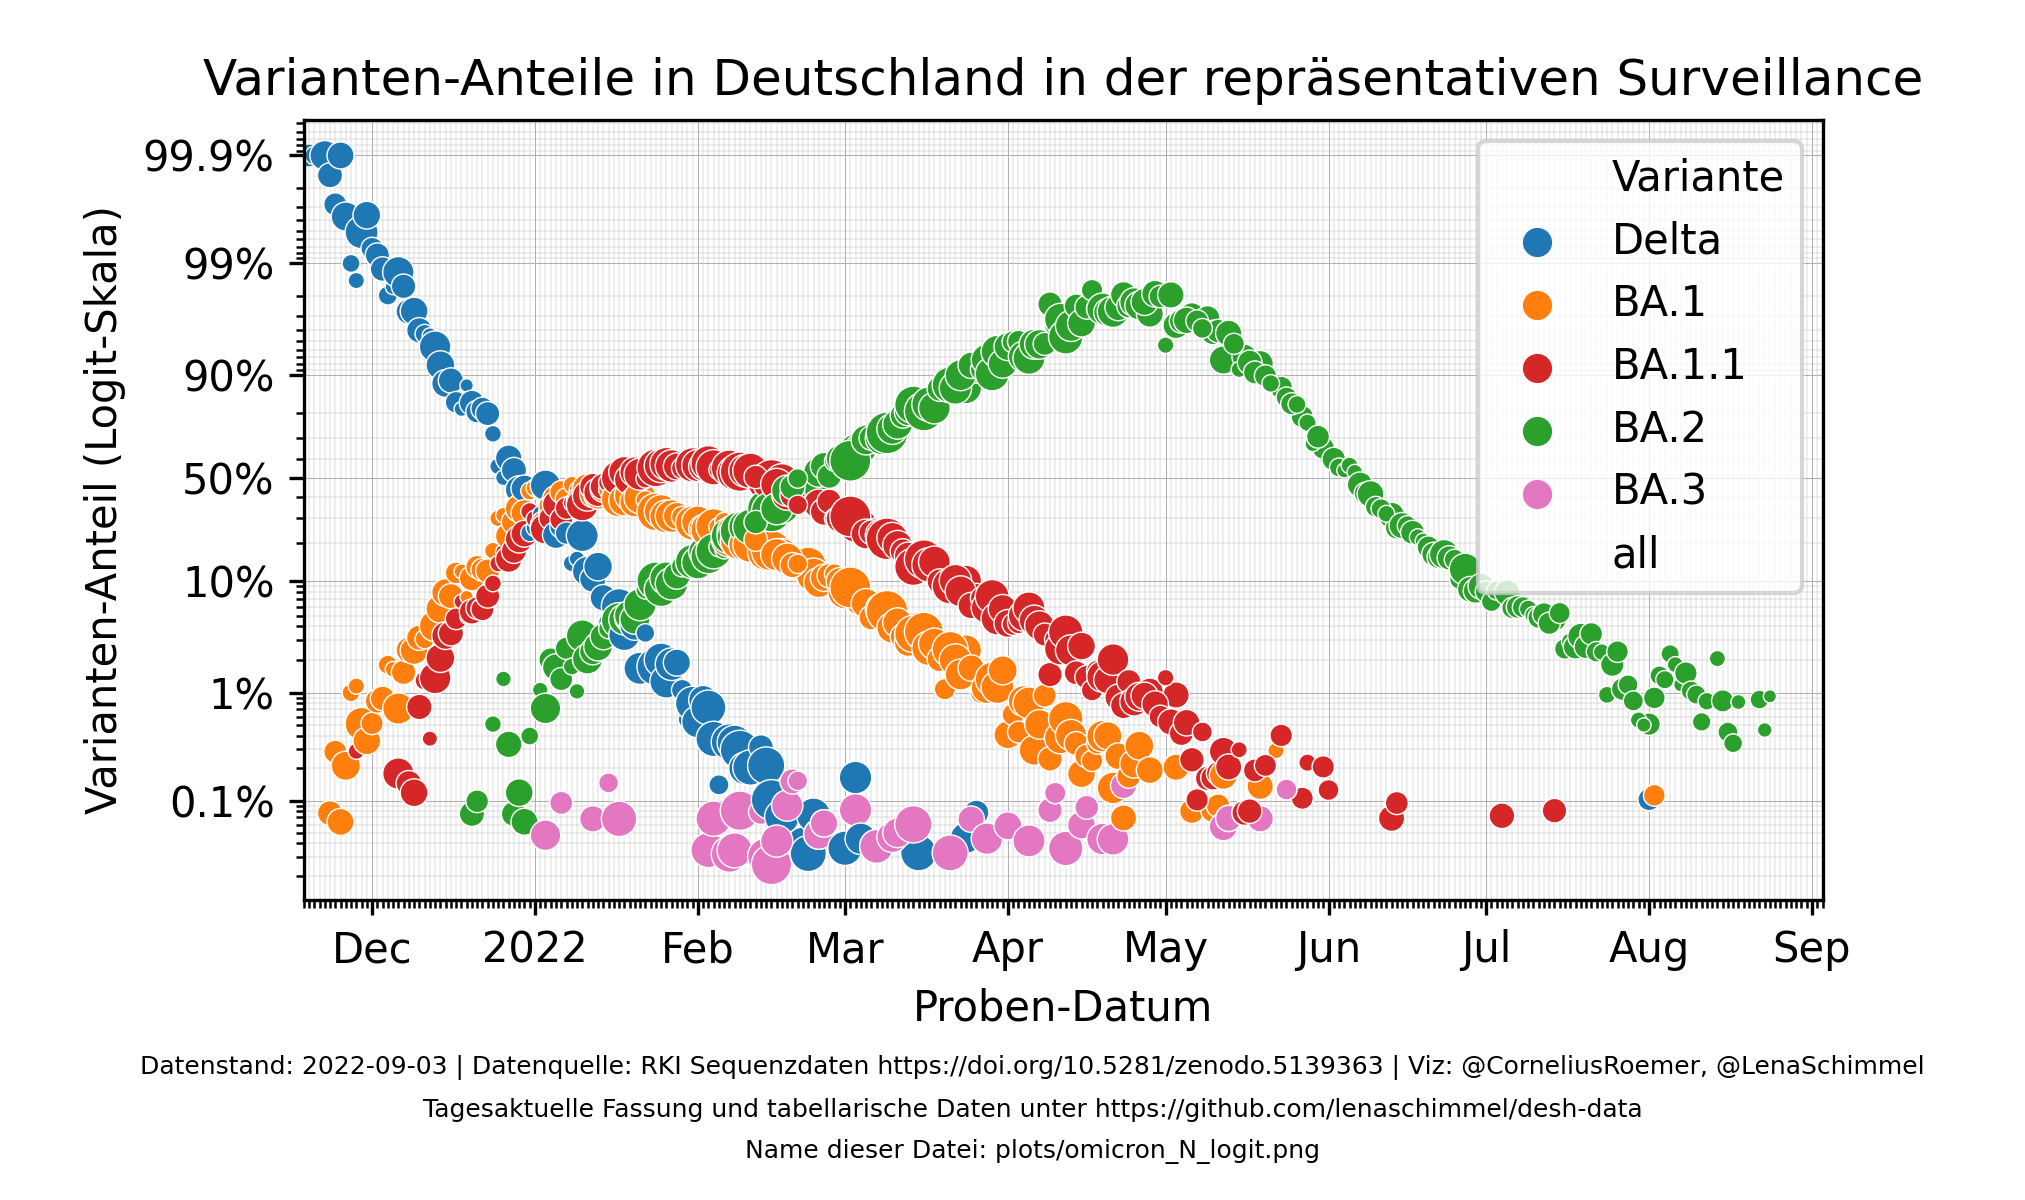 Varianten-Anteile in Deutschland in der repräsentativen Surveillance
Varianten-Anteil (Logit-Skala)
99.9%
99%
90%
50%
10%
1%
0.1%
Variante
Delta
BA.1
BA.1.1
BA.2
BA.3
all
Dec 2022 Feb Mar Apr May Jun Jul Aug Sep
Proben-Datum
Datenstand: 2022-09-03 | Datenquelle: RKI Sequenzdaten https://doi.org/10.5281/zenodo.5139363 | Viz: @CorneliusRoemer, @LenaSchimmel
Tagesaktuelle Fassung und tabellarische Daten unter https://github.com/lenaschimmel/desh-data
Name dieser Datei: plots/omicron_N_logit.png